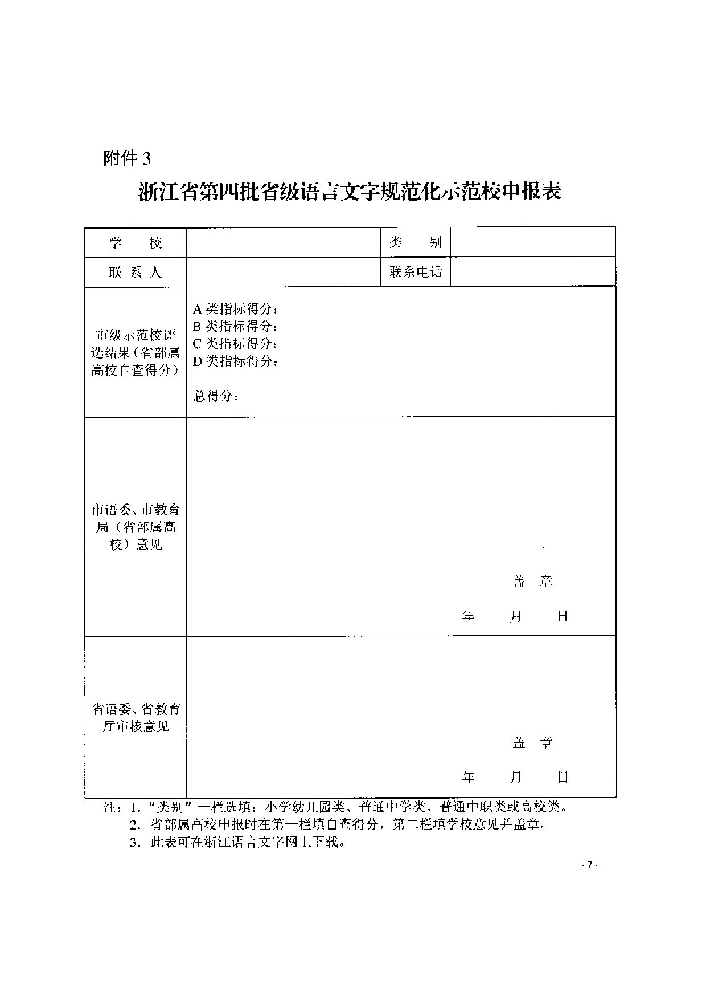 附件 3
浙江省第四批省级语言文字规范化示范校申报表
学 校
类 别
联 系 人
联系电话
市级示范校评
选结果（省部属
高校自查得分）
A 类指标得分：
B 类指标得分：
C 类指标得分：
D 类指标得分：
总得分：
市语委、市教育
局（省部属高
校）意见
盖 章
年 月 日
省语委、省教育
厅审核意见
盖 章
年 月 日
注：1．“类别”一栏选填：小学幼儿园类、普通中学类、普通中职类或高校类。
2．省部属高校申报时在第一栏填自查得分，第二栏填学校意见并盖章。
3．此表可在浙江语言文字网上下载。
- 7 -